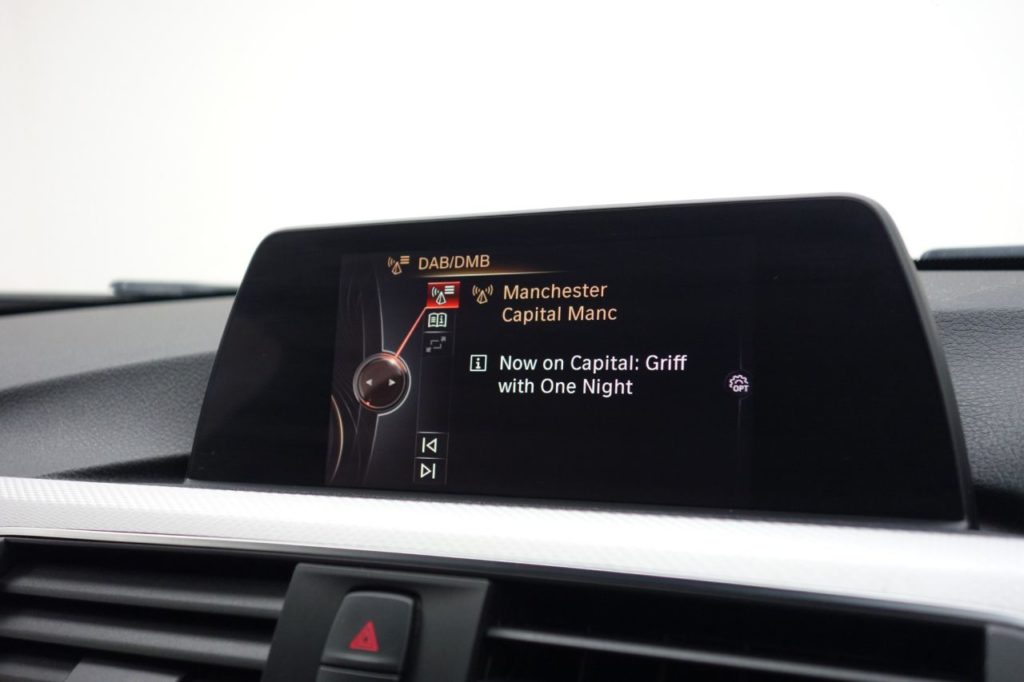 DAB/DMB
Manchester
Capital Manc
Now on Capital: Griff
with One Night
OPT